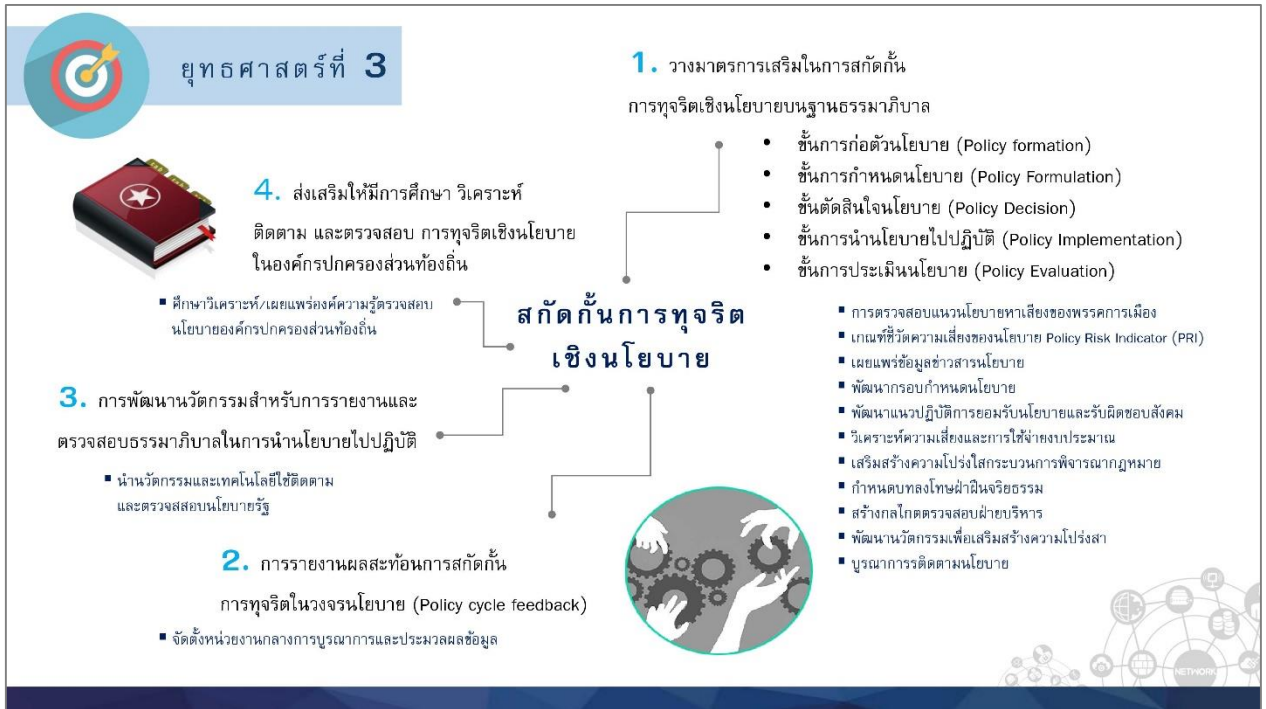 ยุทธศาสตร์ที่ 3
1. วางมาตรการเสริมในการสกัดกั้น
การทุจริตเชิงนโยบายบนฐานธรรมาภิบาล
• ขั้นการก่อตัวนโยบาย (Policy formation)
• ขั้นการกำหนดนโยบาย (Policy Formulation)
• ขั้นตัดสินใจนโยบาย (Policy Decision)
• ขั้นการนำนโยบายไปปฏิบัติ (Policy Implementation)
• ขั้นการประเมินนโยบาย (Policy Evaluation)
▪ การตรวจสอบแนวนโยบายหาเสียงของพรรคการเมือง
▪ เกณฑ์ชี้วัดความเสี่ยงของนโยบาย Policy Risk Indicator (PRI)
▪ เผยแพร่ข้อมูลข่าวสารนโยบาย
▪ พัฒนากรอบกำหนดนโยบาย
▪ พัฒนาแนวปฏิบัติการยอมรับนโยบายและรับผิดชอบสังคม
▪ วิเคราะห์ความเสี่ยงและการใช้จ่ายงบประมาณ
▪ เสริมสร้างความโปร่งใสกระบวนการพิจารณากฎหมาย
▪ กำหนดบทลงโทษฝ่าฝืนจริยธรรม
▪ สร้างกลไกตตรวจสอบฝ่ายบริหาร
▪ พัฒนานวัตกรรมเพื่อเสริมสร้างความโปร่งสา
▪ บูรณาการรติดตามนโยบาย
สกัดกั้นการทุจริต
เชิงนโยบาย
4. ส่งเสริมให้มีการศึกษา วิเคราะห์
ติดตาม และตรวจสอบ การทุจริตเชิงนโยบาย
ในองค์กรปกครองส่วนท้องถิ่น
▪ ศึกษาวิเคราะห์/เผยแพร่องค์ความรู้ตรวจสอบ
นโยบายองค์กรปกครองส่วนท้องถิ่น
3. การพัฒนานวัตกรรมสำหรับการรายงานและ
ตรวจสอบธรรมาภิบาลในการนำนโยบายไปปฏิบัติ
▪ นำนวัตกรรมและเทคโนโลยีใช้ติดตาม
และตรวจสสอบนโยบายรัฐ
2. การรายงานผลสะท้อนการสกัดกั้น
การทุจริตในวงจรนโยบาย (Policy cycle feedback)
▪ จัดตั้งหน่วยงานกลางการบูรณาการและประมวลผลข้อมูล
NETWORK